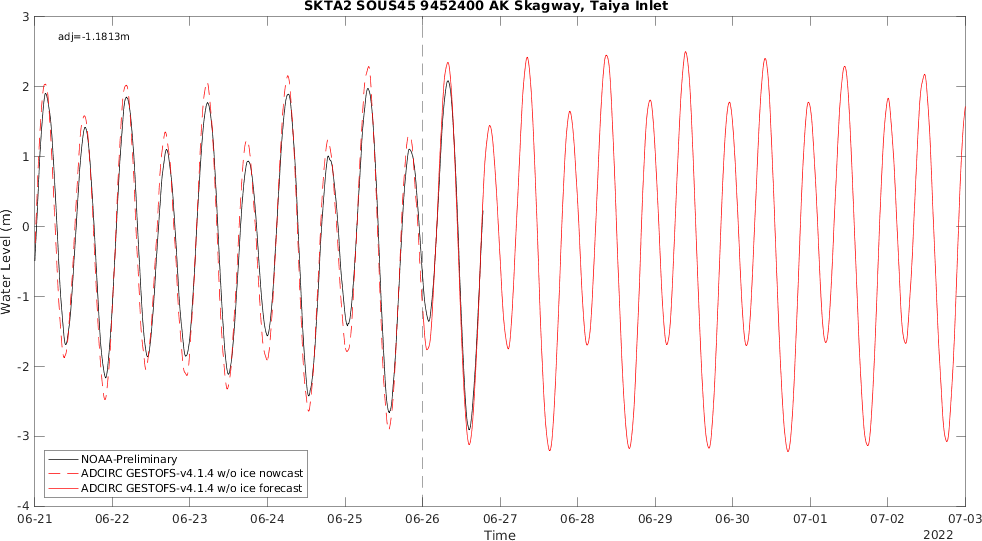 SKTA2 SOUS45 9452400 AK Skagway, Taiya Inlet
adj=-1.1813m
3
2
1
0
-1
-2
-3
-4
Water Level (m)
NOAA-Preliminary
ADCIRC GESTOFS-v4.1.4 w/o ice nowcast
ADCIRC GESTOFS-v4.1.4 w/o ice forecast
06-21 06-22 06-23 06-24 06-25 06-26 06-27 06-28 06-29 06-30 07-01 07-02 07-03
Time
2022